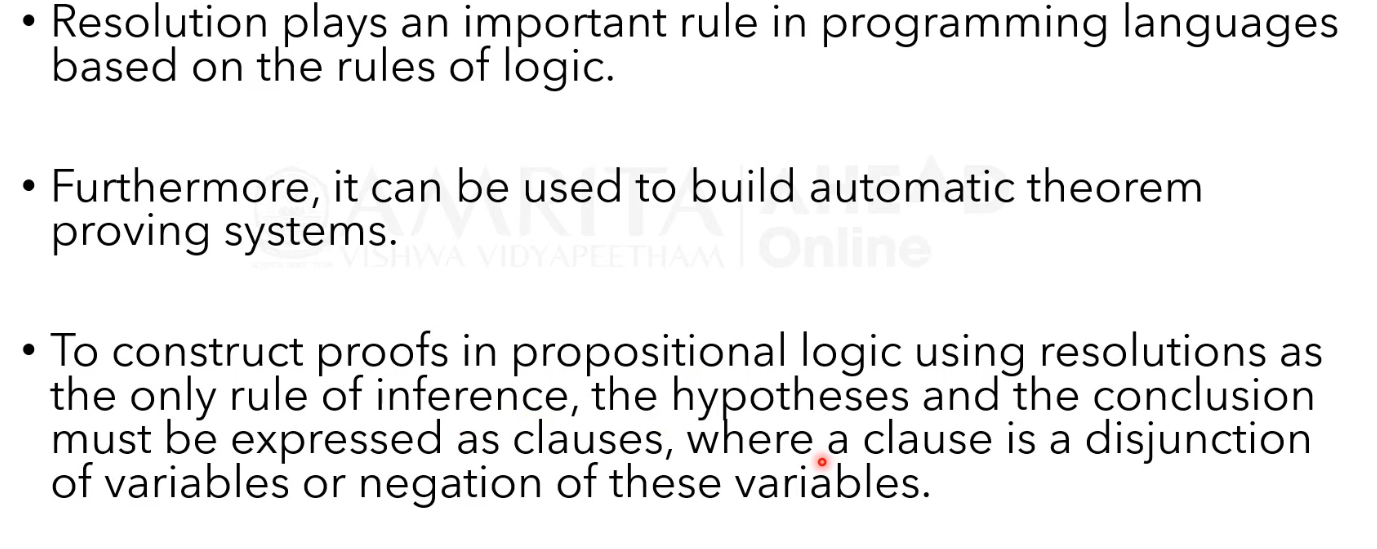 • Resolution plays an important rule in programming languages
based on the rules of logic.
• Furthermore, it can be used to build automatic theorem
proving systems.
• To construct proofs in propositional logic using resolutions as
the only rule of inference, the hypotheses and the conclusion
must be expressed as clauses, where a clause is a disjunction
of variables or negation of these variables.
AMRITA
VISHWA VIDYAPEETHAM
AHEAD
Online